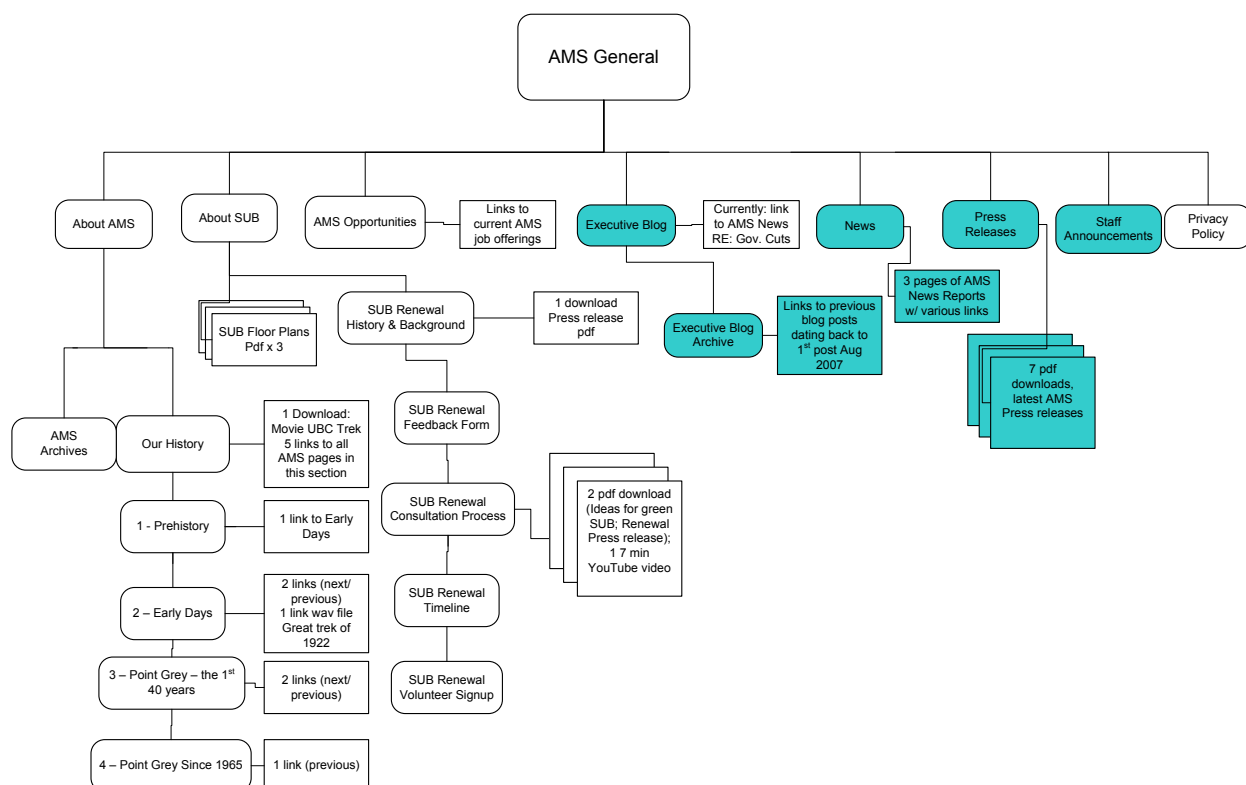 AMS General
About AMS
About SUB
AMS Opportunities
Links to
current AMS
job offerings
Executive Blog
Currently: link
to AMS News
RE: Gov. Cuts
News
Press
Releases
Staff
Announcements
Privacy
Policy
SUB Floor Plans
Pdf x 3
SUB Renewal
History & Background
1 download
Press release
pdf
Executive Blog
Archive
Links to previous
blog posts
dating back to
1st post Aug
2007
3 pages of AMS
News Reports
w/ various links
7 pdf
downloads,
latest AMS
Press releases
AMS
Archives
Our History
1 Download:
Movie UBC Trek
5 links to all
AMS pages in
this section
SUB Renewal
Feedback Form
1 - Prehistory
1 link to Early
Days
SUB Renewal
Consultation Process
2 pdf download
(Ideas for green
SUB; Renewal
Press release);
1 7 min
YouTube video
2 – Early Days
2 links (next/
previous)
1 link wav file
Great trek of
1922
SUB Renewal
Timeline
3 – Point Grey – the 1st
40 years
2 links (next/
previous)
SUB Renewal
Volunteer Signup
4 – Point Grey Since 1965
1 link (previous)